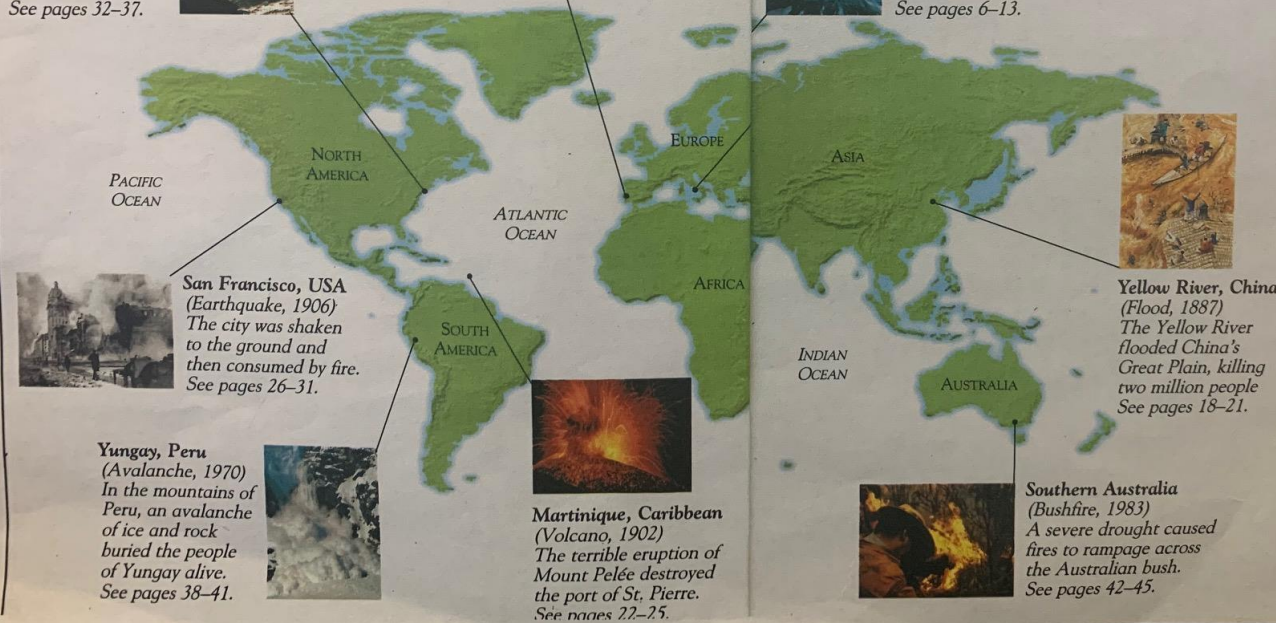 See pages 32–37.
See pages 6–13.
NORTH
AMERICA
EUROPE
ASIA
PACIFIC
OCEAN
ATLANTIC
OCEAN
AFRICA
SOUTH
AMERICA
INDIAN
OCEAN
AUSTRALIA
San Francisco, USA
(Earthquake, 1906)
The city was shaken
to the ground and
then consumed by fire.
See pages 26–31.
Yellow River, China
(Flood, 1887)
The Yellow River
flooded China's
Great Plain, killing
two million people
See pages 18–21.
Yungay, Peru
(Avalanche, 1970)
In the mountains of
Peru, an avalanche
of ice and rock
buried the people
of Yungay alive.
See pages 38–41.
Martinique, Caribbean
(Volcano, 1902)
The terrible eruption of
Mount Pelée destroyed
the port of St. Pierre.
See pages 22–25.
Southern Australia
(Bushfire, 1983)
A severe drought caused
fires to rampage across
the Australian bush.
See pages 42–45.